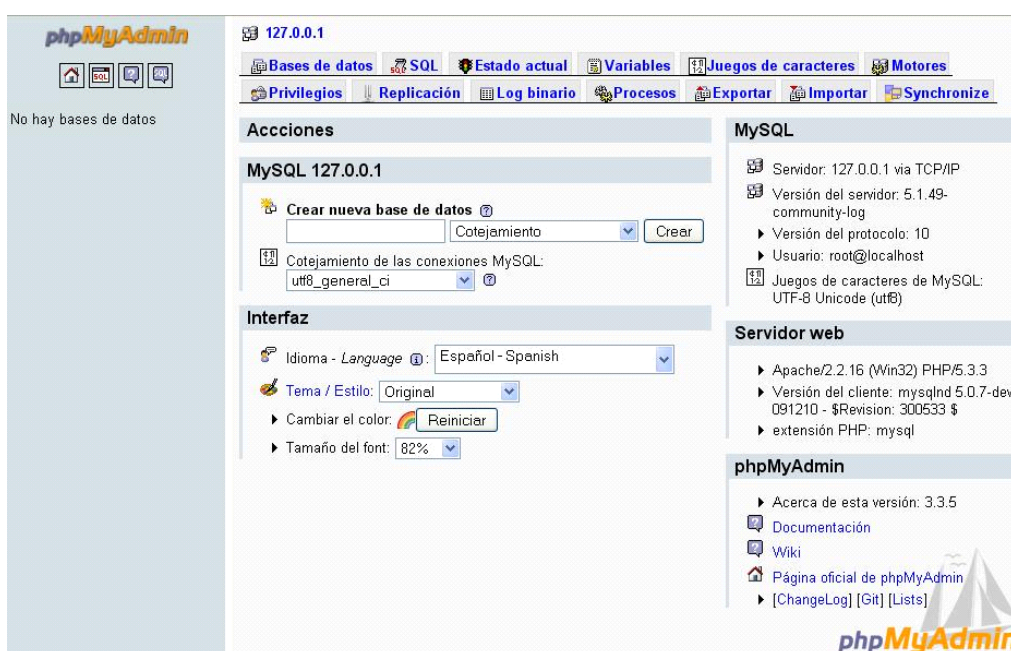 phpMyAdmin
SQL
SQL
No hay bases de datos
127.0.0.1
Bases de datos SQL Estado actual Variables Juegos de caracteres Motores
Privilegios Replicación Log binario Procesos Exportar Importar Synchronize
Accciones
MySQL 127.0.0.1
Crear nueva base de datos
Cotejamiento Crear
Cotejamiento de las conexiones MySQL:
utf8_general_ci
Interfaz
Idioma - Language : Español - Spanish
Tema / Estilo: Original
Cambiar el color: Reiniciar
Tamaño del font: 82%
MySQL
Servidor: 127.0.0.1 via TCP/IP
Versión del servidor: 5.1.49-
community-log
Versión del protocolo: 10
Usuario: root@localhost
Juegos de caracteres de MySQL:
UTF-8 Unicode (utf8)
Servidor web
Apache/2.2.16 (Win32) PHP/5.3.3
Versión del cliente: mysqlnd 5.0.7-dev
091210 - $Revision: 300533 $
extensión PHP: mysql
phpMyAdmin
Acerca de esta versión: 3.3.5
Documentación
Wiki
Página oficial de phpMyAdmin
[ChangeLog] [Git] [Lists]
phpMyAdmin